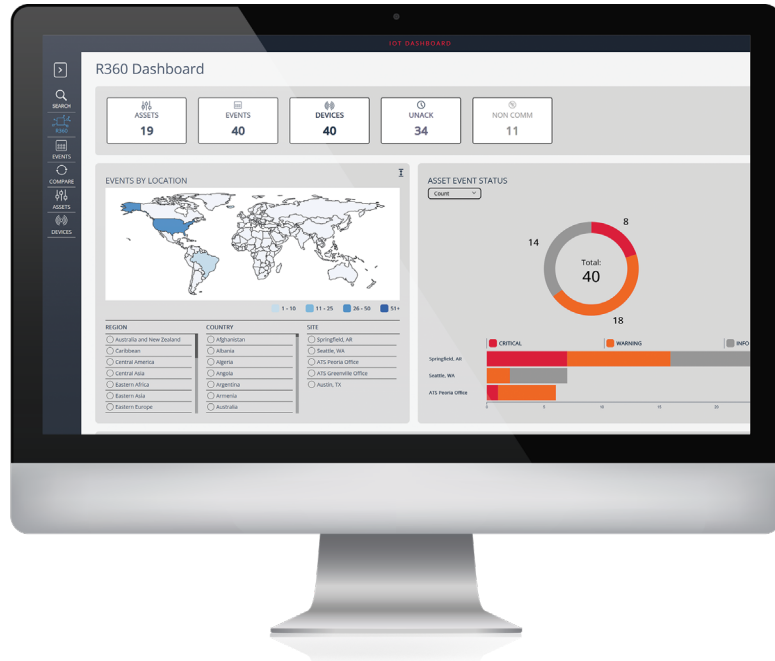 IOT DASHBOARD
R360 Dashboard
SEARCH
R360
EVENTS
COMPARE
ASSETS
DEVICES
ASSETS
19
EVENTS
40
DEVICES
40
UNACK
34
NON COMM
11
EVENTS BY LOCATION
1 - 10
11 - 25
26 - 50
51+
REGION
Australia and New Zealand
Caribbean
Central America
Central Asia
Eastern Africa
Eastern Asia
Eastern Europe
COUNTRY
Afghanistan
Albania
Algeria
Angola
Argentina
Armenia
Australia
SITE
Springfield, AR
Seattle, WA
ATS Peoria Office
ATS Greenville Office
Austin, TX
ASSET EVENT STATUS
Count
8
14
Total:
40
18
CRITICAL
WARNING
INFO
Springfield, AR
Seattle, WA
ATS Peoria Office
0 5 10 15 20